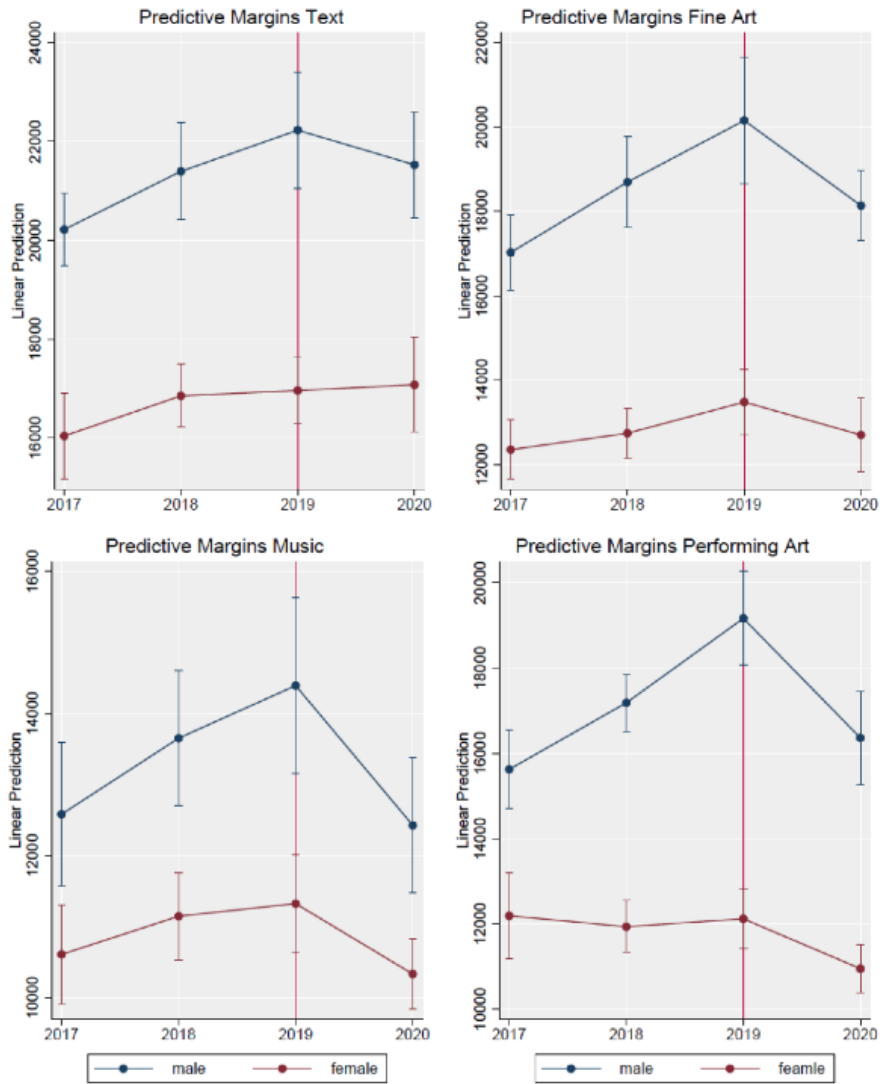 Predictive Margins Text
Linear Prediction
24000
22000
20000
18000
16000
2017 2018 2019 2020
Predictive Margins Fine Art
Linear Prediction
22000
20000
18000
16000
14000
12000
2017 2018 2019 2020
Predictive Margins Music
Linear Prediction
16000
14000
12000
10000
2017 2018 2019 2020
male female
Predictive Margins Performing Art
Linear Prediction
20000
18000
16000
14000
12000
10000
2017 2018 2019 2020
male feamle